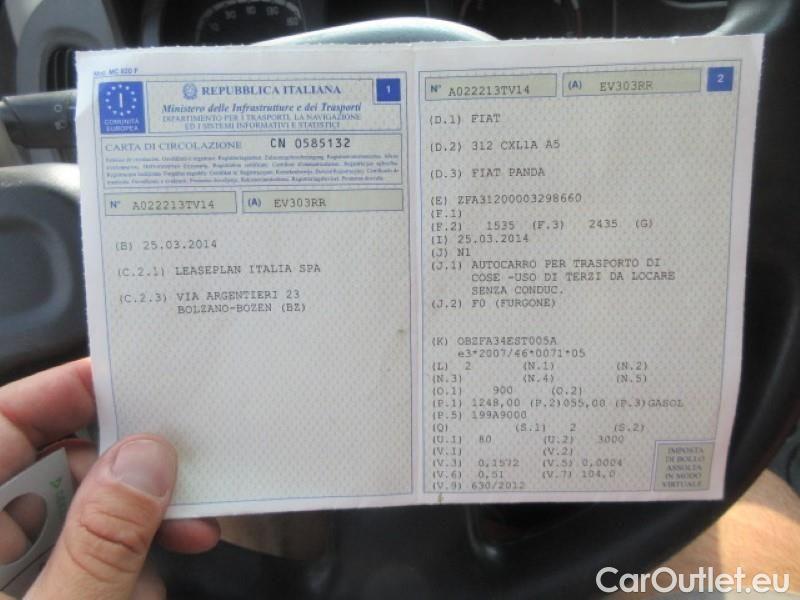 Mod. MC 820 F
I
COMUNITÀ
EUROPEA
REPUBBLICA ITALIANA
1
Ministero delle Infrastrutture e dei Trasporti
DIPARTIMENTO PER I TRASPORTI, LA NAVIGAZIONE
ED I SISTEMI INFORMATIVI E STATISTICI
CARTA DI CIRCOLAZIONE CN 0585132
N° A022213TV14 (A) EV303RR
(B) 25.03.2014
(C.2.1) LEASEPLAN ITALIA SPA
(C.2.3) VIA ARGENTIERI 23
BOLZANO-BOZEN (BZ)
N° A022213TV14 (A) EV303RR
2
(D.1) FIAT
(D.2) 312 CXL1A A5
(D.3) FIAT PANDA
(E) ZFA31200003298660
(F.1)
(F.2) 1535 (F.3) 2435 (G)
(I) 25.03.2014
(J) N1
(J.1) AUTOCARRO PER TRASPORTO DI
COSE -USO DI TERZI DA LOCARE
SENZA CONDUC.
(J.2) F0 (FURGONE)
(K) OBZFA34EST005A
e3*2007/46*0071*05
(L) 2 (N.1) (N.2)
(N.3) (N.4) (N.5)
(O.1) 900 (O.2)
(P.1) 1248,00 (P.2)055,00 (P.3)GASOL
(P.5) 199A9000
(Q) (S.1) 2 (S.2)
(U.1) 80 (U.2) 3000
(V.1) (V.2)
(V.3) 0,1572 (V.5) 0,0004
(V.6) 0,51 (V.7) 104,0
(V.9) 630/2012
IMPOSTA
DI BOLLO
ASSOLTA
IN MODO
VIRTUALE
CarOutlet.eu